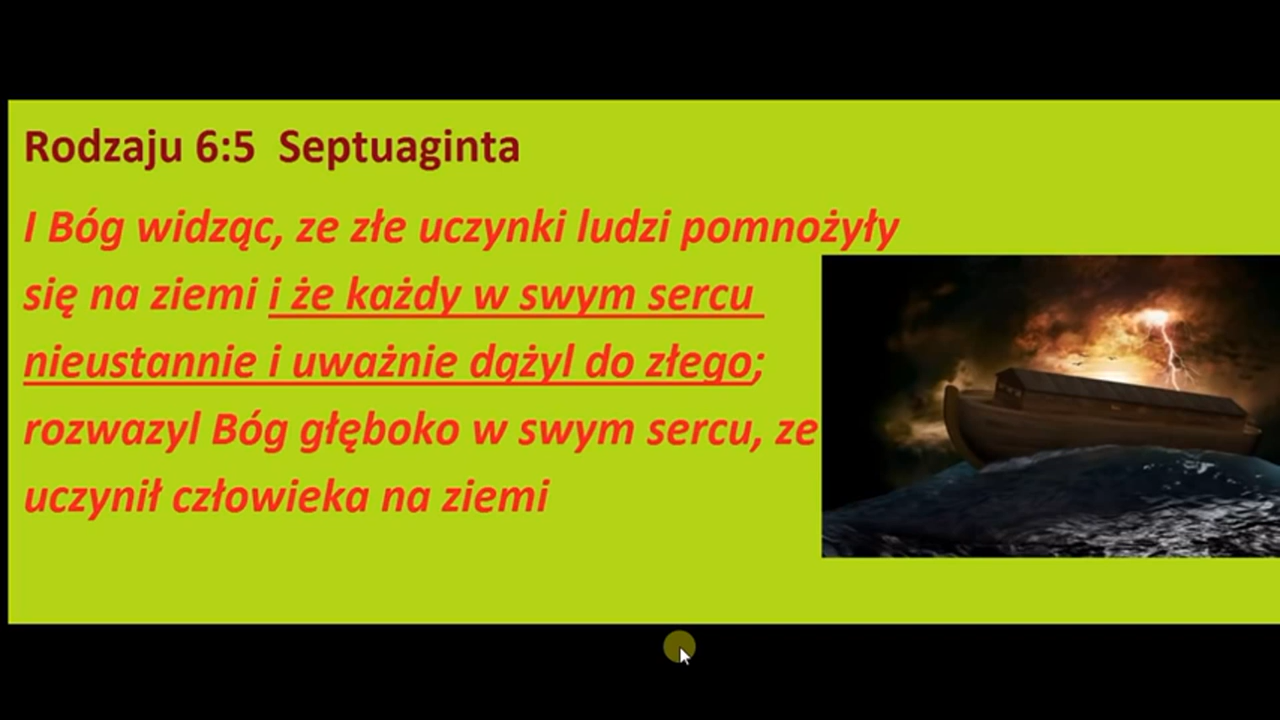 Rodzaju 6:5 Septuaginta
I Bóg widząc, ze złe uczynki ludzi pomnożyły
się na ziemi i że każdy w swym sercu
nieustannie i uważnie dążyl do złego;
rozwazyl Bóg głęboko w swym sercu, ze
uczynił człowieka na ziemi